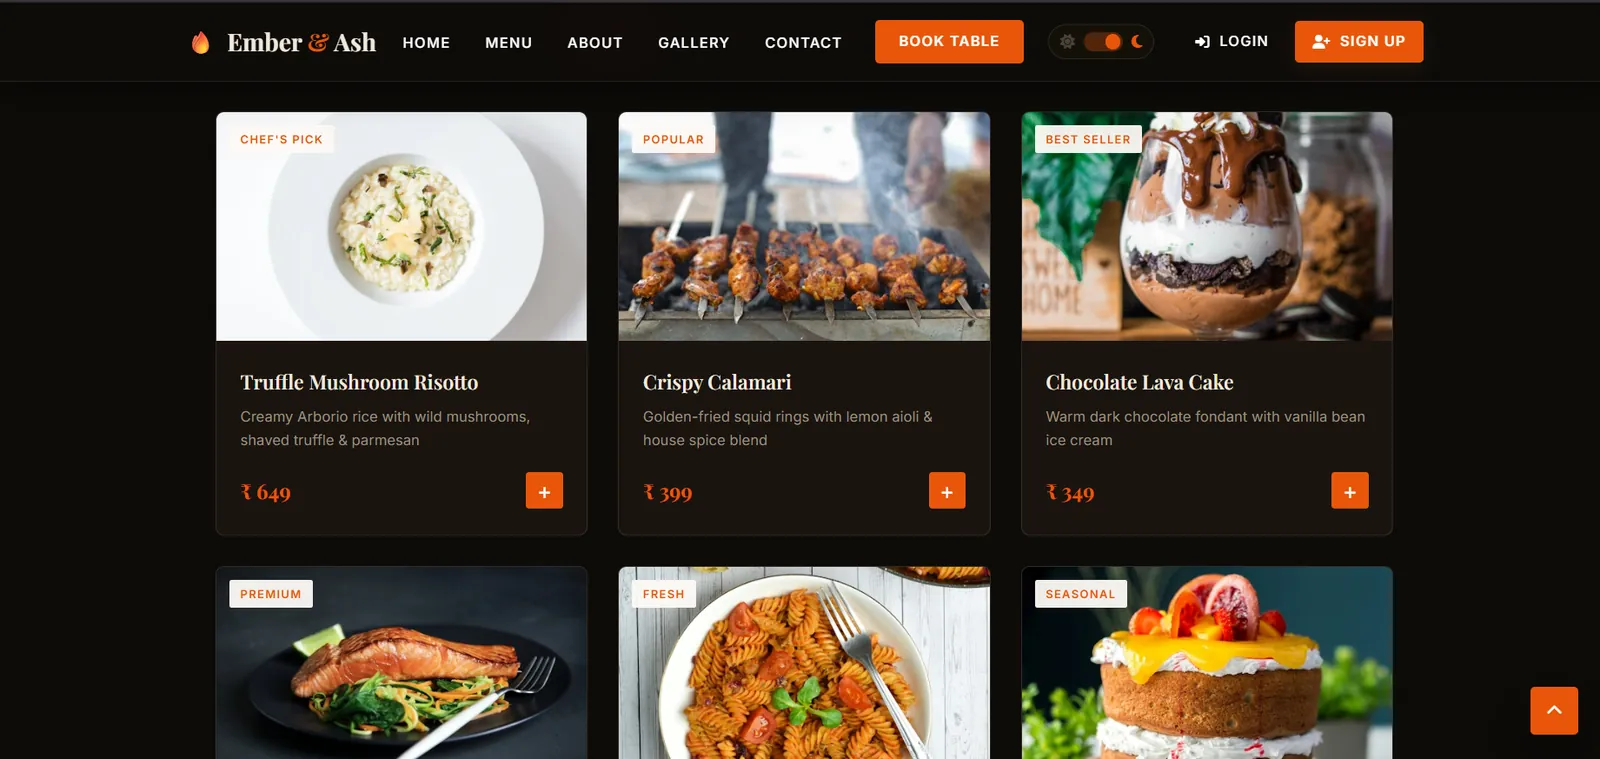 Ember & Ash HOME MENU ABOUT GALLERY CONTACT BOOK TABLE LOGIN SIGN UP
CHEF'S PICK
POPULAR
BEST SELLER
SWEET
HOME
Truffle Mushroom Risotto
Creamy Arborio rice with wild mushrooms,
shaved truffle & parmesan
₹ 649
+
Crispy Calamari
Golden-fried squid rings with lemon aioli &
house spice blend
₹ 399
+
Chocolate Lava Cake
Warm dark chocolate fondant with vanilla bean
ice cream
₹ 349
+
PREMIUM
FRESH
SEASONAL